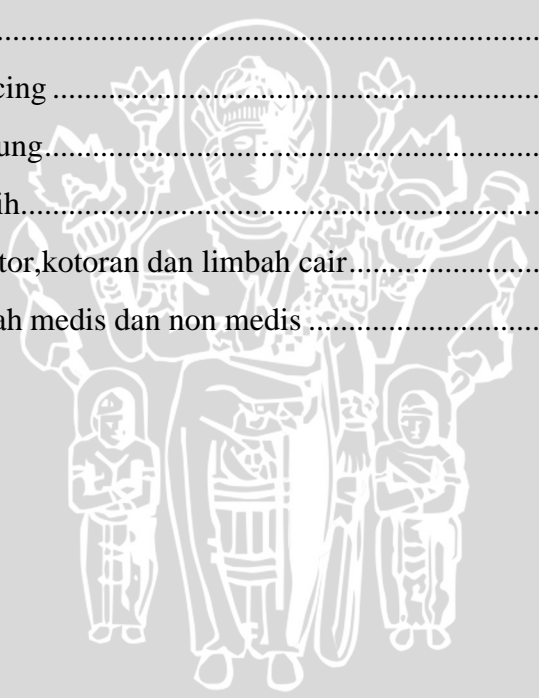 ..........................................................................
cing ...................................................................
ung....................................................................
ih.......................................................................
tor,kotoran dan limbah cair...........................
ah medis dan non medis ................................